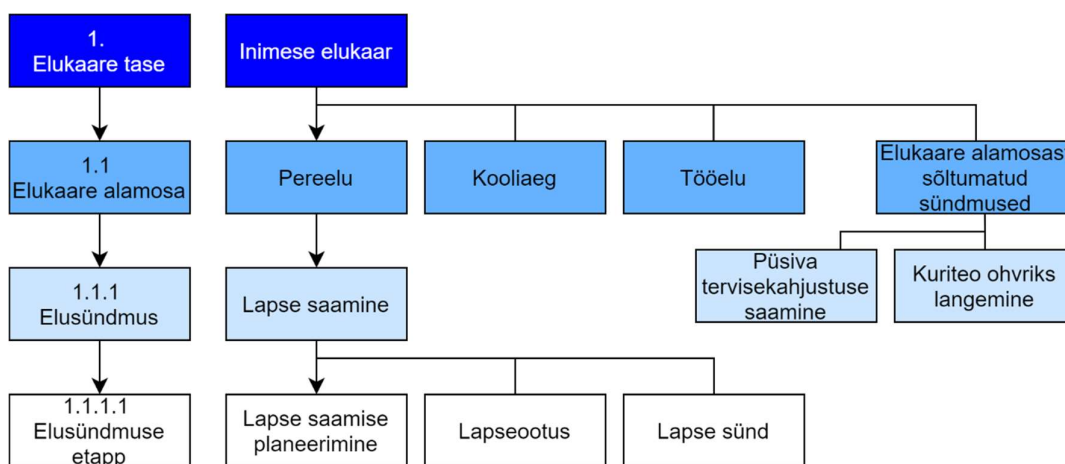 1.
Elukaare tase
Inimese elukaar
1.1
Elukaare alamosa
Pereelu
Kooliaeg
Tööelu
Elukaare alamosast
sõltumatud
sündmused
1.1.1
Elusündmus
Lapse saamine
Püsiva
tervisekahjustuse
saamine
Kuriteo ohvriks
langemine
1.1.1.1
Elusündmuse
etapp
Lapse saamise
planeerimine
Lapseootus
Lapse sünd